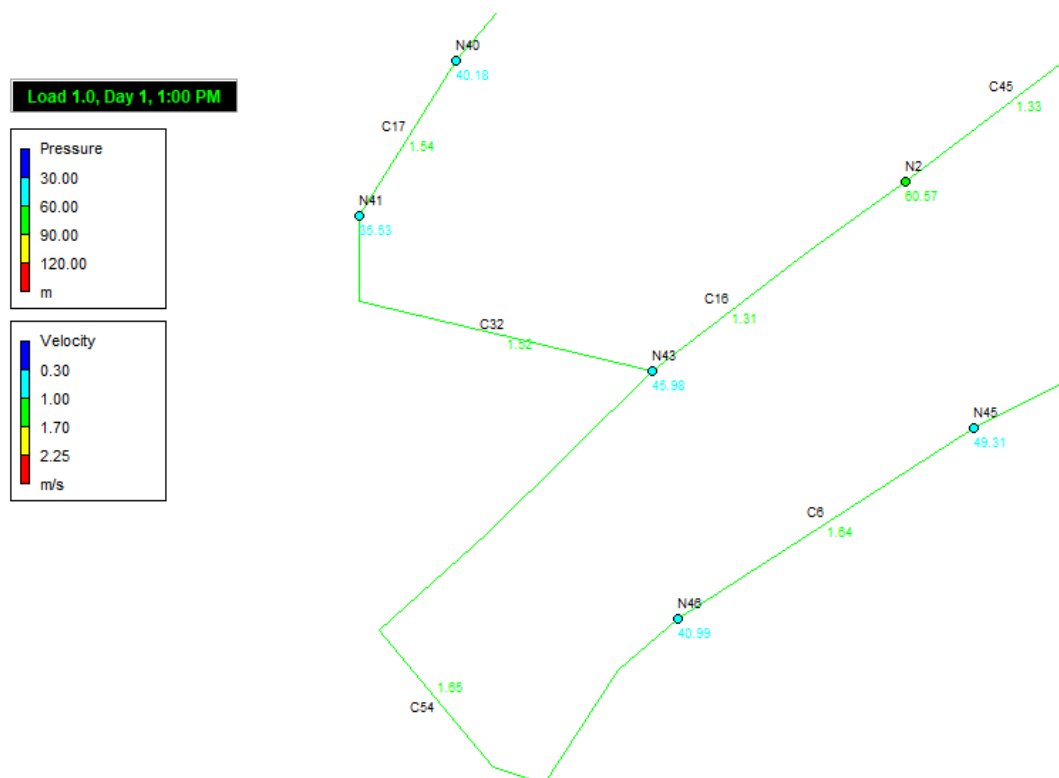 Load 1.0, Day 1, 1:00 PM
Pressure
30.00
60.00
90.00
120.00
m
Velocity
0.30
1.00
1.70
2.25
m/s
N40
40.18
C17
1.54
N41
35.53
C32
1.52
C45
1.33
N2
60.57
C16
1.31
N43
45.98
N45
49.31
C6
1.64
N46
40.99
1.65
C54